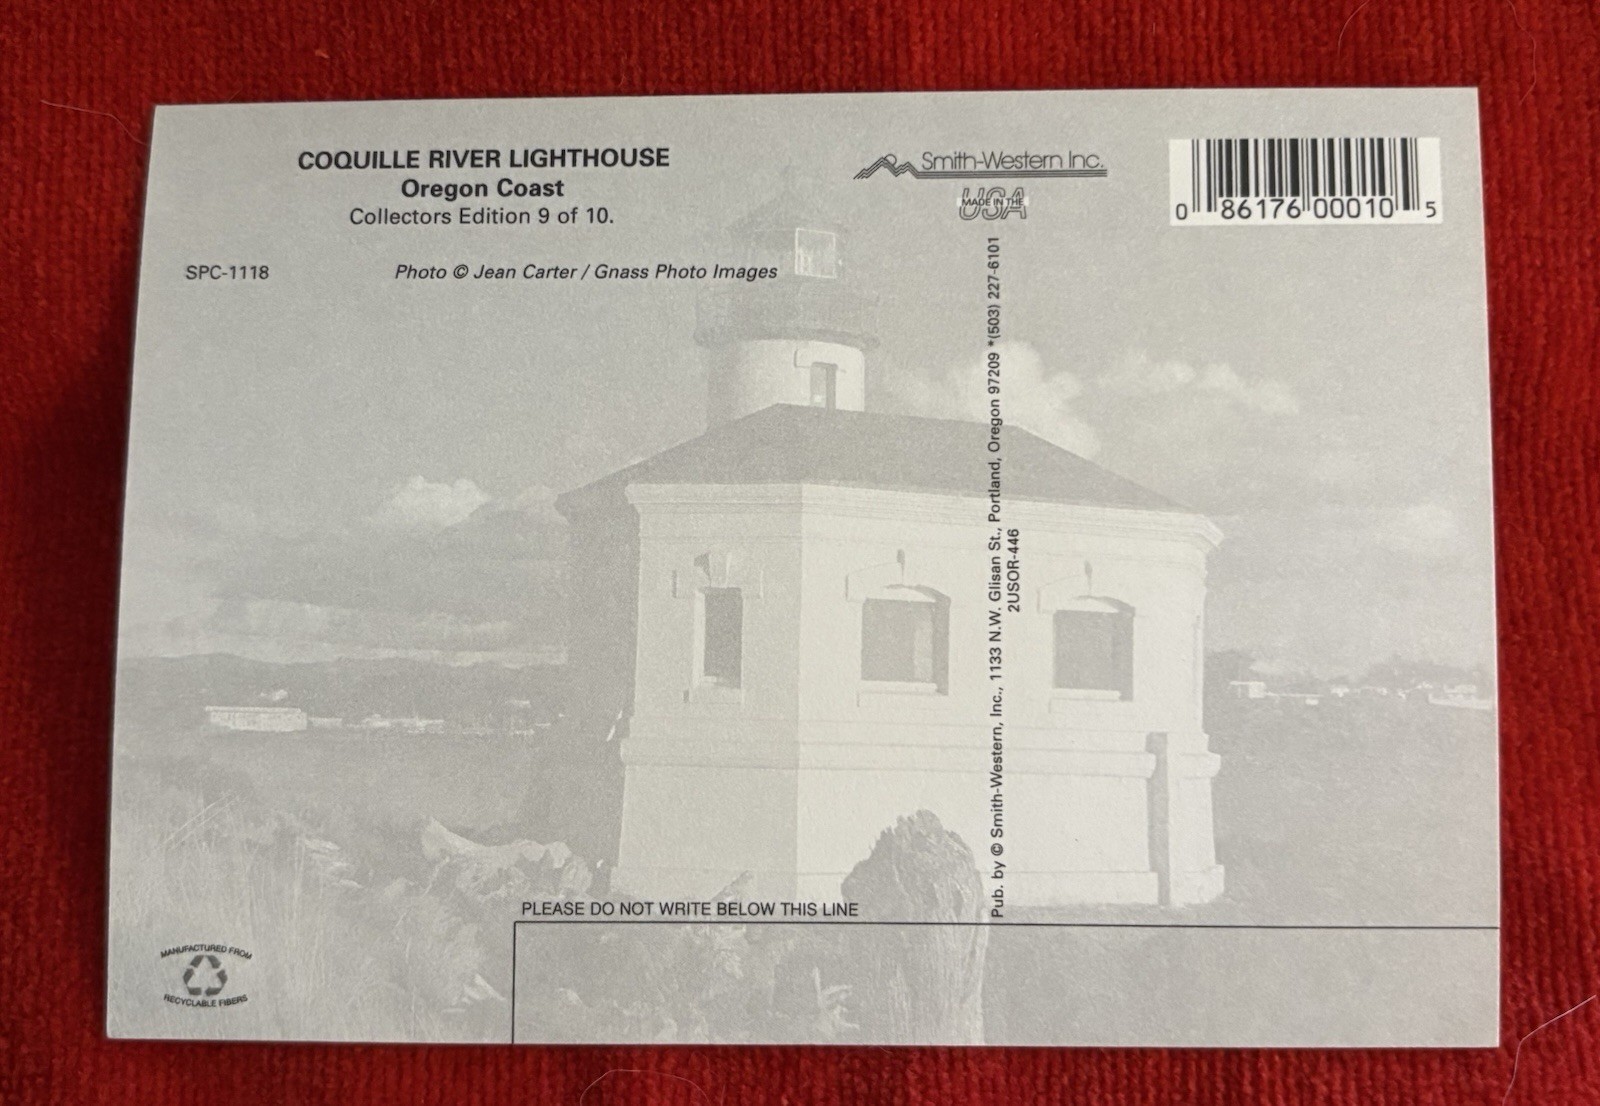 COQUILLE RIVER LIGHTHOUSE
Oregon Coast
Collectors Edition 9 of 10.
SPC-1118
Photo © Jean Carter / Gnass Photo Images
Smith-Western Inc.
MADE IN THE
USA
0 86176 00010 5
Pub. by © Smith-Western, Inc., 1133 N.W. Glisan St., Portland, Oregon 97209 *(503) 227-6101
2USOR-446
PLEASE DO NOT WRITE BELOW THIS LINE
MANUFACTURED FROM
RECYCLABLE FIBERS